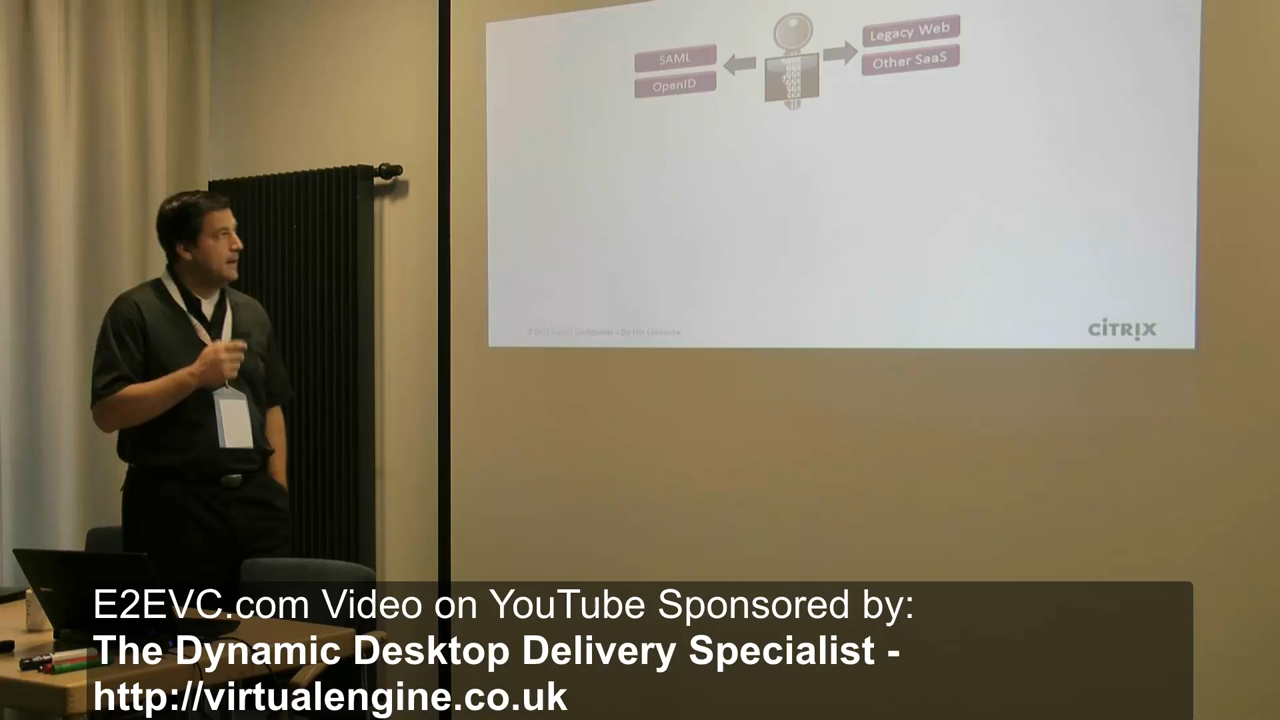 SAML
OpenID
Legacy Web
Other SaaS
CITRIX
E2EVC.com Video on YouTube Sponsored by:
The Dynamic Desktop Delivery Specialist -
http://virtualengine.co.uk